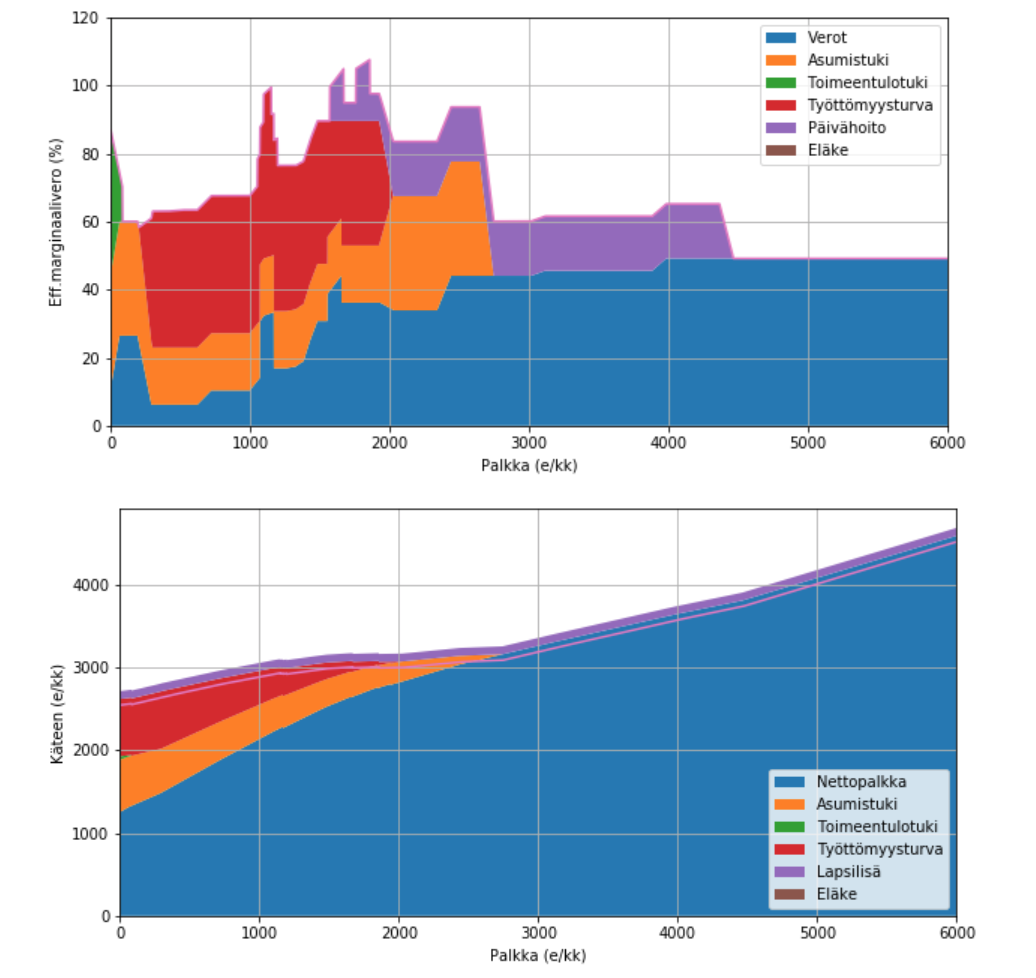 120
100
80
60
40
20
0
Eff.marginaalivero (%)
Verot
Asumistuki
Toimeentulotuki
Työttömyysturva
Päivähoito
Eläke
0 1000 2000 3000 4000 5000 6000
Palkka (e/kk)
4000
3000
2000
1000
0
Käteen (e/kk)
Nettopalkka
Asumistuki
Toimeentulotuki
Työttömyysturva
Lapsilisä
Eläke
0 1000 2000 3000 4000 5000 6000
Palkka (e/kk)